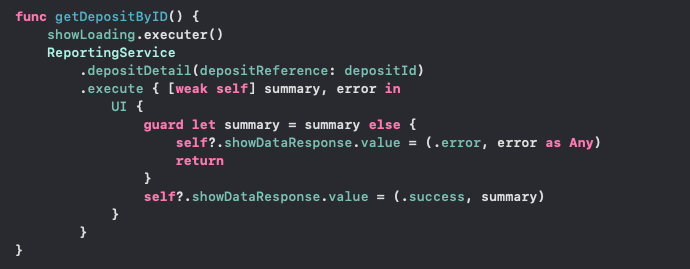 func getDepositByID() {
    showLoading.executer()
    ReportingService
        .depositDetail(depositReference: depositId)
        .execute { [weak self] summary, error in
            UI {
                guard let summary = summary else {
                    self?.showDataResponse.value = (.error, error as Any)
                    return
                }
                self?.showDataResponse.value = (.success, summary)
            }
        }
}